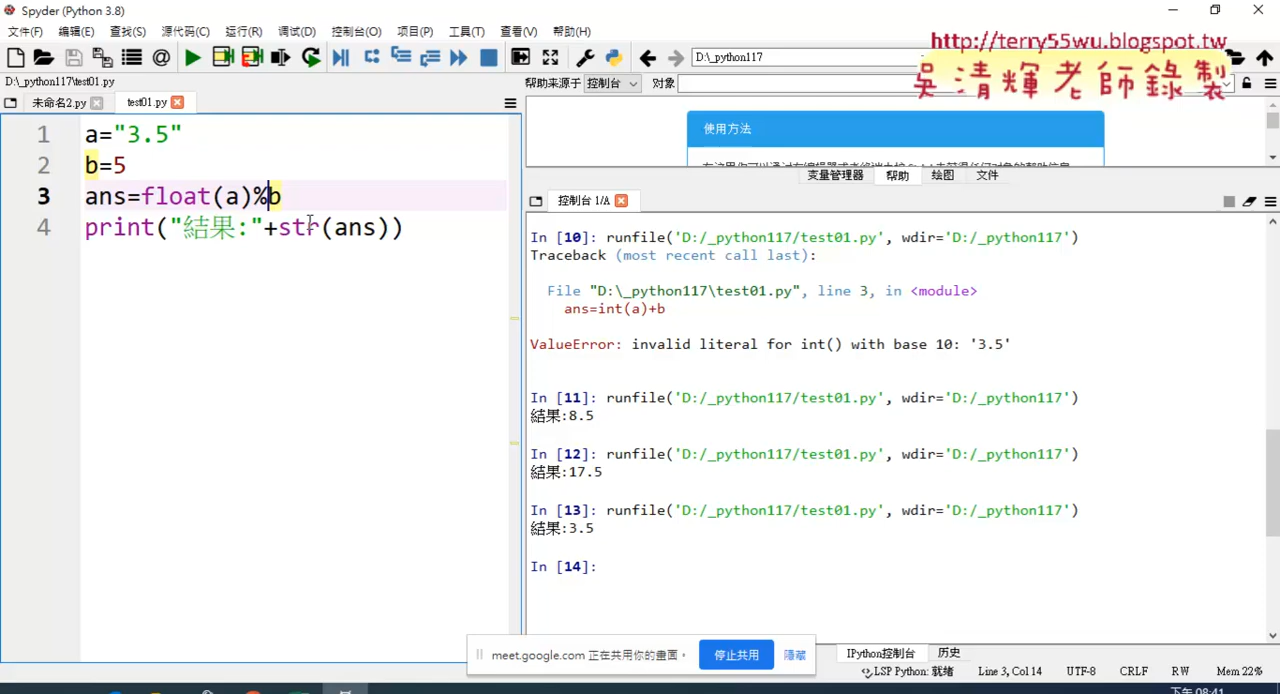 Spyder (Python 3.8)
文件(F) 编辑(E) 查找(S) 源代码(C) 运行(R) 调试(D) 控制台(O) 项目(P) 工具(T) 查看(V) 帮助(H)
http://terry55wu.blogspot.tw
D:\_python117
吳清輝老師錄製
D:\_python117\test01.py
帮助来源于 控制台 对象
未命名2.py test01.py
使用方法
变量管理器 帮助 绘图 文件
控制台 1/A
1 a="3.5"
2 b=5
3 ans=float(a)%b
4 print("結果:"+str(ans))
In [10]: runfile('D:/_python117/test01.py', wdir='D:/_python117')
Traceback (most recent call last):
File "D:\_python117\test01.py", line 3, in <module>
ans=int(a)+b
ValueError: invalid literal for int() with base 10: '3.5'
In [11]: runfile('D:/_python117/test01.py', wdir='D:/_python117')
結果:8.5
In [12]: runfile('D:/_python117/test01.py', wdir='D:/_python117')
結果:17.5
In [13]: runfile('D:/_python117/test01.py', wdir='D:/_python117')
結果:3.5
In [14]:
meet.google.com 正在共用你的畫面。 停止共用 隱藏
IPython控制台 历史
LSP Python: 就绪 Line 3, Col 14 UTF-8 CRLF RW Mem 22%
下午 08:41